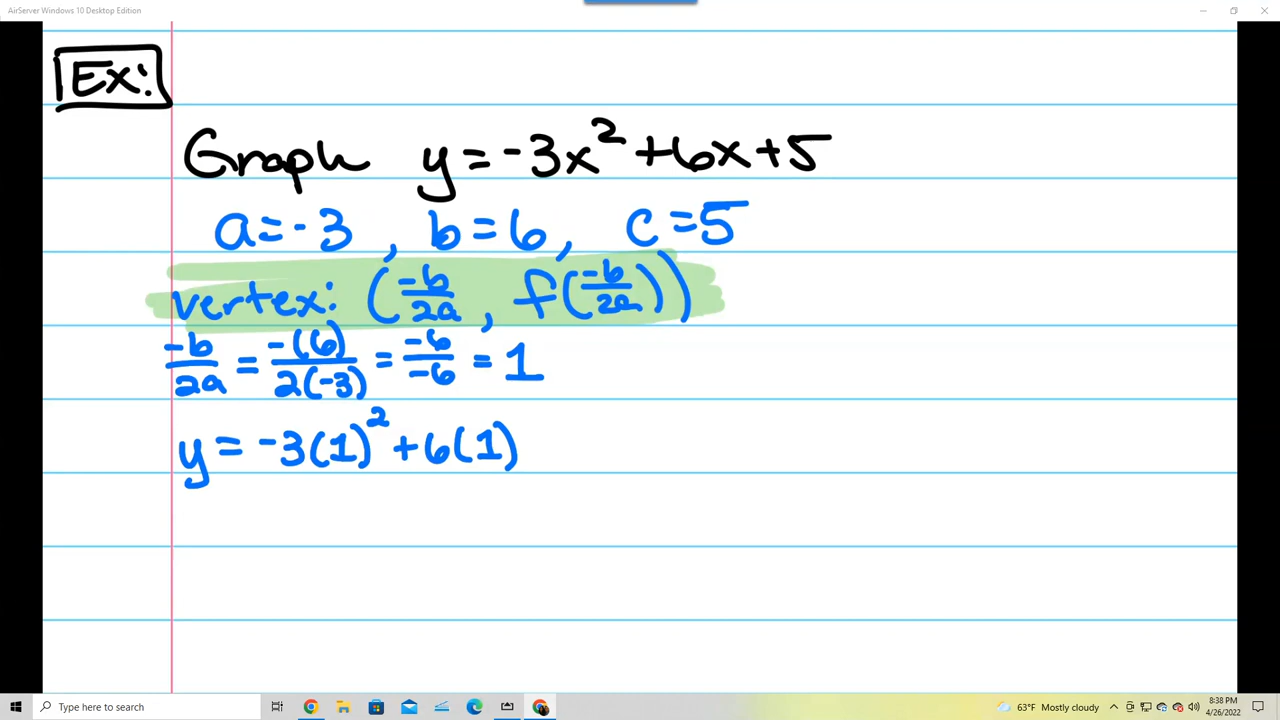 AirServer Windows 10 Desktop Edition
Ex:
Graph y = -3x² + 6x + 5
a = -3 , b = 6 , c = 5
vertex: (-b/2a , f(-b/2a))
-b/2a = -(6)/2(-3) = -6/-6 = 1
y = -3(1)² + 6(1)
Type here to search
63°F Mostly cloudy
8:38 PM
4/26/2022